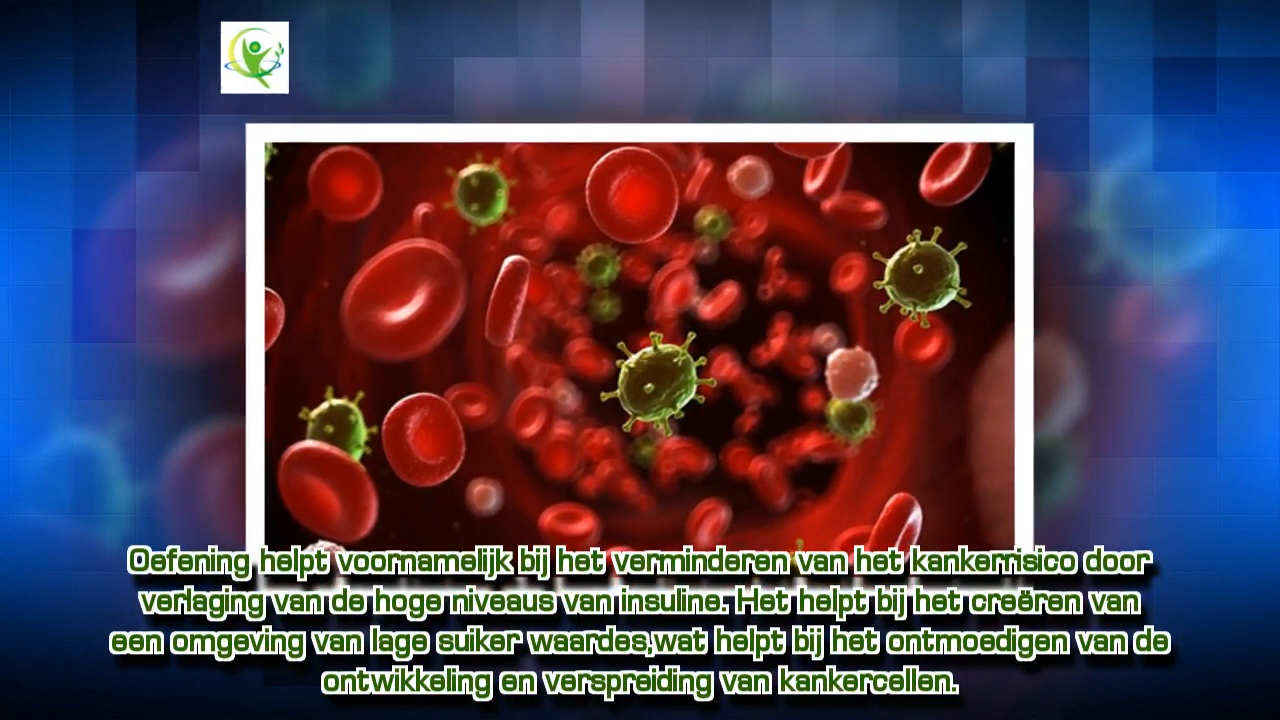 Oefening helpt voornamelijk bij het verminderen van het kankerrisico door
verlaging van de hoge niveaus van insuline. Het helpt bij het creëren van
een omgeving van lage suiker waardes,wat helpt bij het ontmoedigen van de
ontwikkeling en verspreiding van kankercellen.